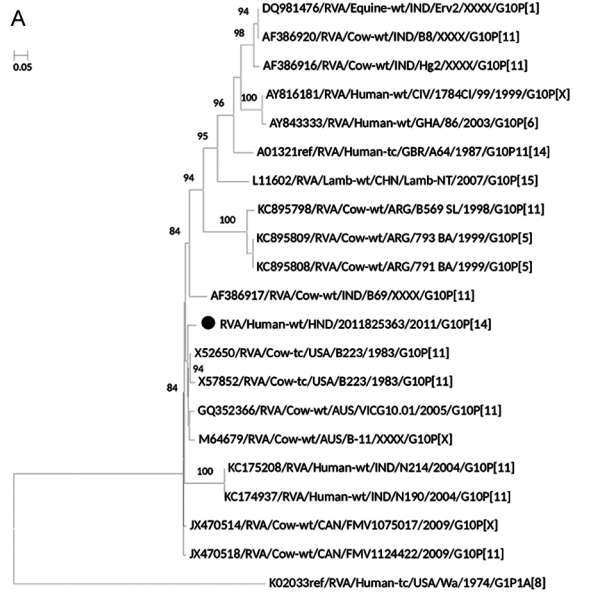 A
0.05
94
DQ981476/RVA/Equine-wt/IND/Erv2/XXXX/G10P[1]
98
AF386920/RVA/Cow-wt/IND/B8/XXXX/G10P[11]
AF386916/RVA/Cow-wt/IND/Hg2/XXXX/G10P[11]
100
AY816181/RVA/Human-wt/CIV/1784CI/99/1999/G10P[X]
96
AY843333/RVA/Human-wt/GHA/86/2003/G10P[6]
95
A01321ref/RVA/Human-tc/GBR/A64/1987/G10P11[14]
94
L11602/RVA/Lamb-wt/CHN/Lamb-NT/2007/G10P[15]
KC895798/RVA/Cow-wt/ARG/B569 SL/1998/G10P[11]
100
84
KC895809/RVA/Cow-wt/ARG/793 BA/1999/G10P[5]
KC895808/RVA/Cow-wt/ARG/791 BA/1999/G10P[5]
AF386917/RVA/Cow-wt/IND/B69/XXXX/G10P[11]
RVA/Human-wt/HND/2011825363/2011/G10P[14]
X52650/RVA/Cow-tc/USA/B223/1983/G10P[11]
94
X57852/RVA/Cow-tc/USA/B223/1983/G10P[11]
84
GQ352366/RVA/Cow-wt/AUS/VICG10.01/2005/G10P[11]
M64679/RVA/Cow-wt/AUS/B-11/XXXX/G10P[X]
100
KC175208/RVA/Human-wt/IND/N214/2004/G10P[11]
KC174937/RVA/Human-wt/IND/N190/2004/G10P[11]
JX470514/RVA/Cow-wt/CAN/FMV1075017/2009/G10P[X]
JX470518/RVA/Cow-wt/CAN/FMV1124422/2009/G10P[11]
K02033ref/RVA/Human-tc/USA/Wa/1974/G1P1A[8]